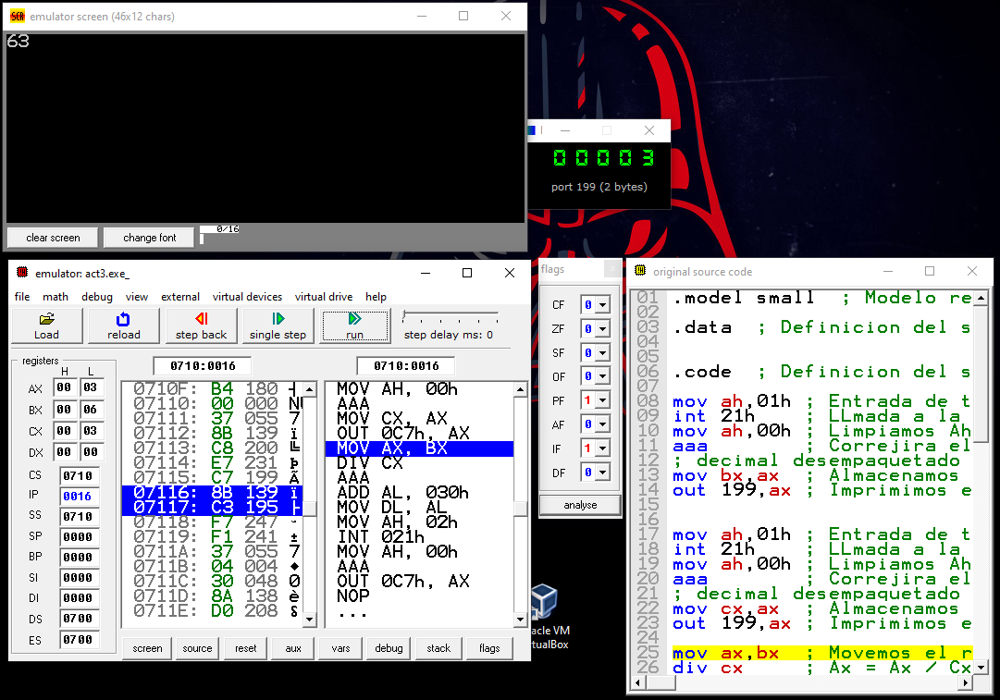 emulator screen (46x12 chars)
63
clear screen
change font
0/16
00003
port 199 (2 bytes)
emulator: act3.exe_
file math debug view external virtual devices virtual drive help
Load
reload
step back
single step
run
step delay ms: 0
registers
H L
AX 00 03
BX 00 06
CX 00 03
DX 00 00
CS 0710
IP 0016
SS 0710
SP 0000
BP 0000
SI 0000
DI 0000
DS 0700
ES 0700
0710:0016
0710F: B4 180 ┤
07110: 00 000 NU
07111: 37 055 7
07112: 8B 139 ï
07113: C8 200 ╚
07114: E7 231 þ
07115: C7 199 Ã
07116: 8B 139 ï
07117: C3 195 ├
07118: F7 247
07119: F1 241 ±
0711A: 37 055 7
0711B: 04 004 ♦
0711C: 30 048 0
0711D: 8A 138 è
0711E: D0 208
0710:0016
MOV AH, 00h
AAA
MOV CX, AX
OUT 0C7h, AX
MOV AX, BX
DIV CX
AAA
ADD AL, 030h
MOV DL, AL
MOV AH, 02h
INT 021h
MOV AH, 00h
AAA
OUT 0C7h, AX
NOP
...
screen
source
reset
aux
vars
debug
stack
flags
flags
CF 0
ZF 0
SF 0
OF 0
PF 1
AF 0
IF 1
DF 0
analyse
acle VM
tualBox
original source code
01 .model small ; Modelo re
02
03 .data ; Definicion del s
04
05
06 .code ; Definicion del s
07
08 mov ah,01h ; Entrada de t
09 int 21h ; LLmada a la
10 mov ah,00h ; Limpiamos Ah
11 aaa ; Correjira el
12 ; decimal desempaquetado
13 mov bx,ax ; Almacenamos
14 out 199,ax ; Imprimimos e
15
16
17 mov ah,01h ; Entrada de t
18 int 21h ; LLmada a la
19 mov ah,00h ; Limpiamos Ah
20 aaa ; Correjira el
21 ; decimal desempaquetado
22 mov cx,ax ; Almacenamos
23 out 199,ax ; Imprimimos e
24
25 mov ax,bx ; Movemos el r
26 div cx ; Ax = Ax / Cx